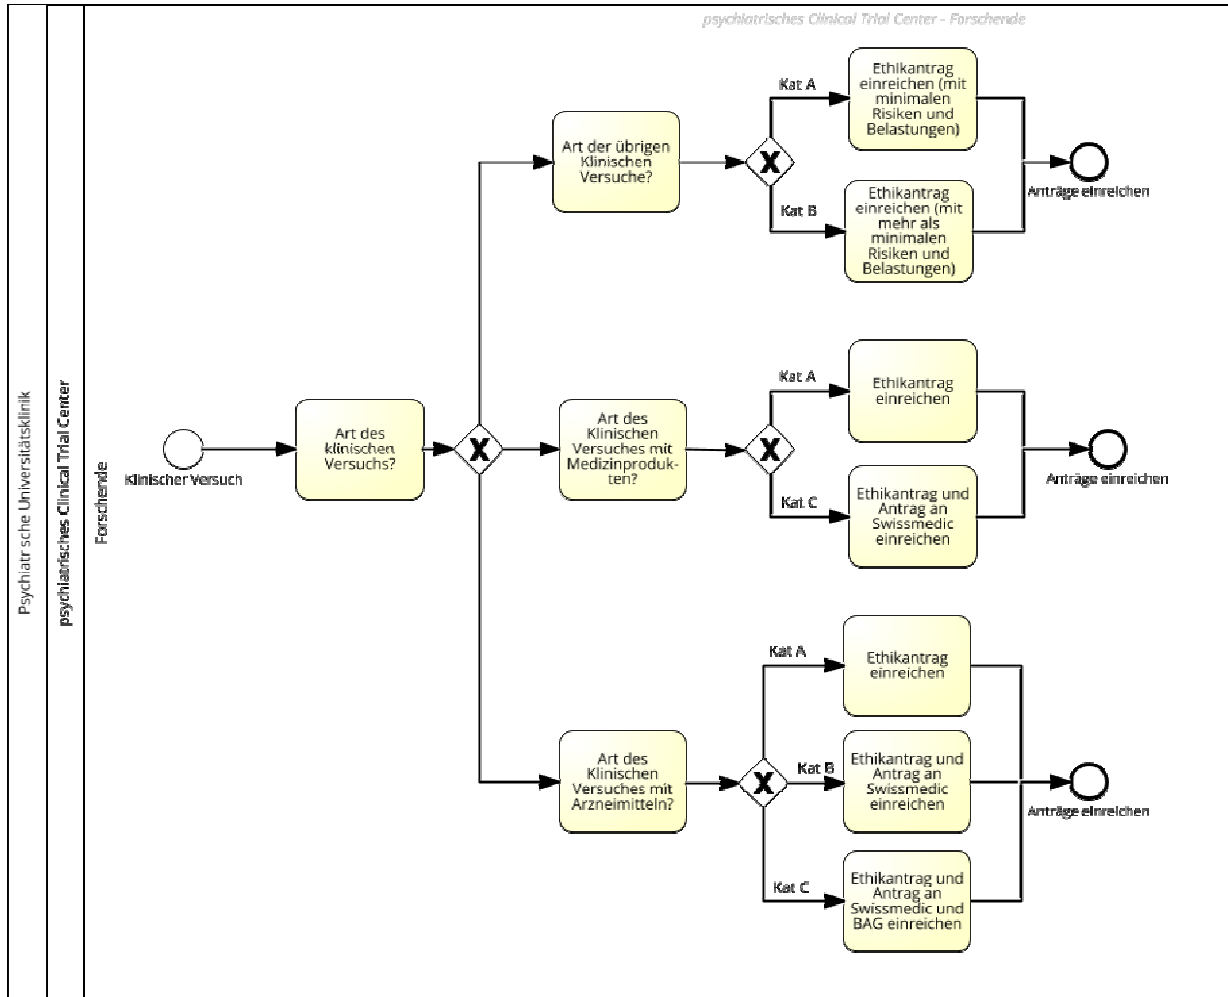 psychiatrisches Clinical Trial Center - Forschende
Psychiatr sche Universitätsklinik
psychiatrisches Clinical Trial Center
Forschende
Klinischer Versuch
Art des
klinischen
Versuchs?
Art der übrigen
Klinischen
Versuche?
Kat A
Ethikantrag
einreichen (mit
minimalen
Risiken und
Belastungen)
Kat B
Ethikantrag
einreichen (mit
mehr als
minimalen
Risiken und
Belastungen)
Anträge einreichen
Art des
Klinischen
Versuches mit
Medizinproduk-
ten?
Kat A
Ethikantrag
einreichen
Kat C
Ethikantrag und
Antrag an
Swissmedic
einreichen
Anträge einreichen
Art des
Klinischen
Versuches mit
Arzneimitteln?
Kat A
Ethikantrag
einreichen
Kat B
Ethikantrag und
Antrag an
Swissmedic
einreichen
Kat C
Ethikantrag und
Antrag an
Swissmedic und
BAG einreichen
Anträge einreichen